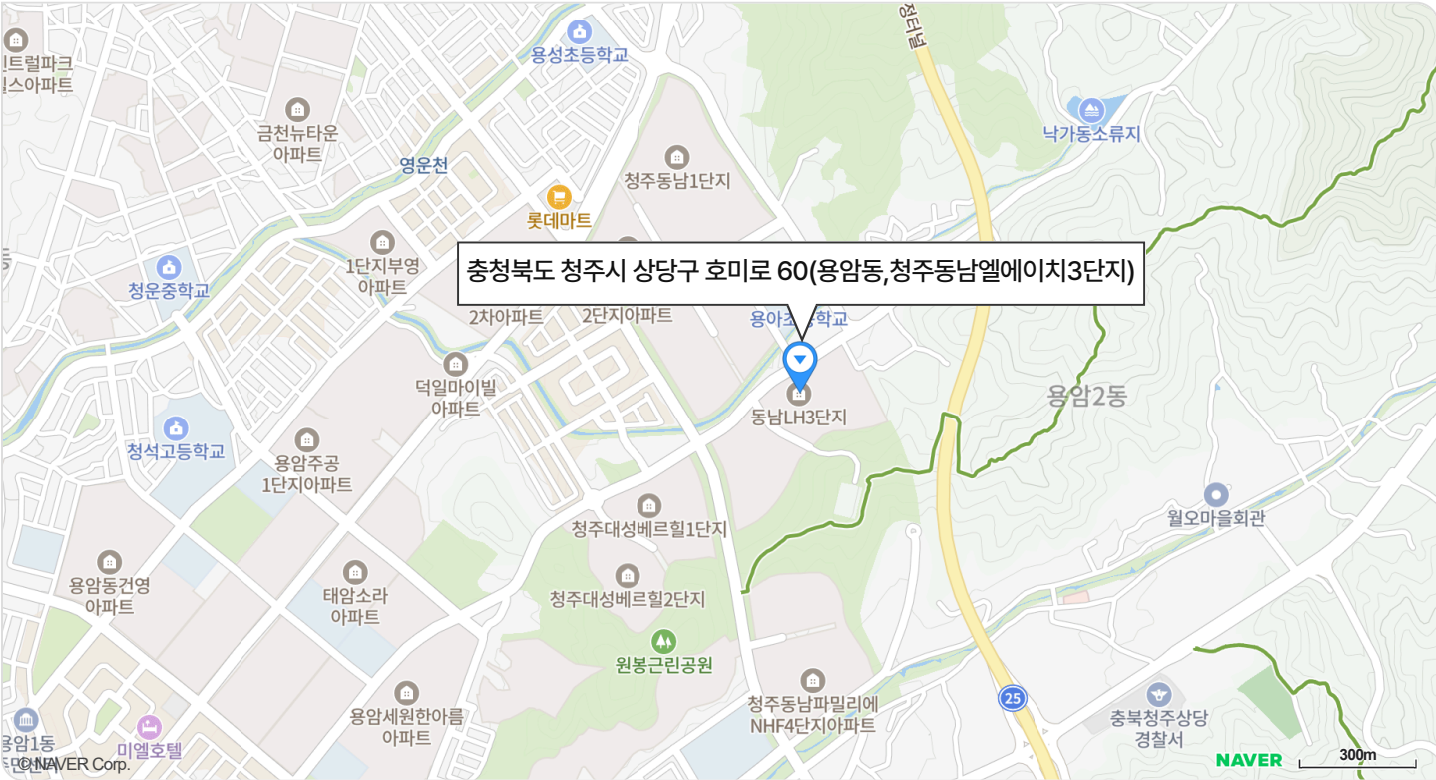 정터널
용성초등학교
트럴파크
스아파트
금천뉴타운
아파트
낙가동소류지
영운천
청주동남1단지
롯데마트
1단지부영
아파트
충청북도 청주시 상당구 호미로 60(용암동,청주동남엘에이치3단지)
청운중학교
2차아파트
2단지아파트
용아초등학교
덕일마이빌
아파트
용암2동
동남LH3단지
청석고등학교
용암주공
1단지아파트
월오마을회관
청주대성베르힐1단지
용암동건영
아파트
태암소라
아파트
청주대성베르힐2단지
원봉근린공원
청주동남파밀리에
NHF4단지아파트
25
충북청주상당
경찰서
용암세원한아름
아파트
용암1동
미엘호텔
© NAVER Corp.
NAVER
300m